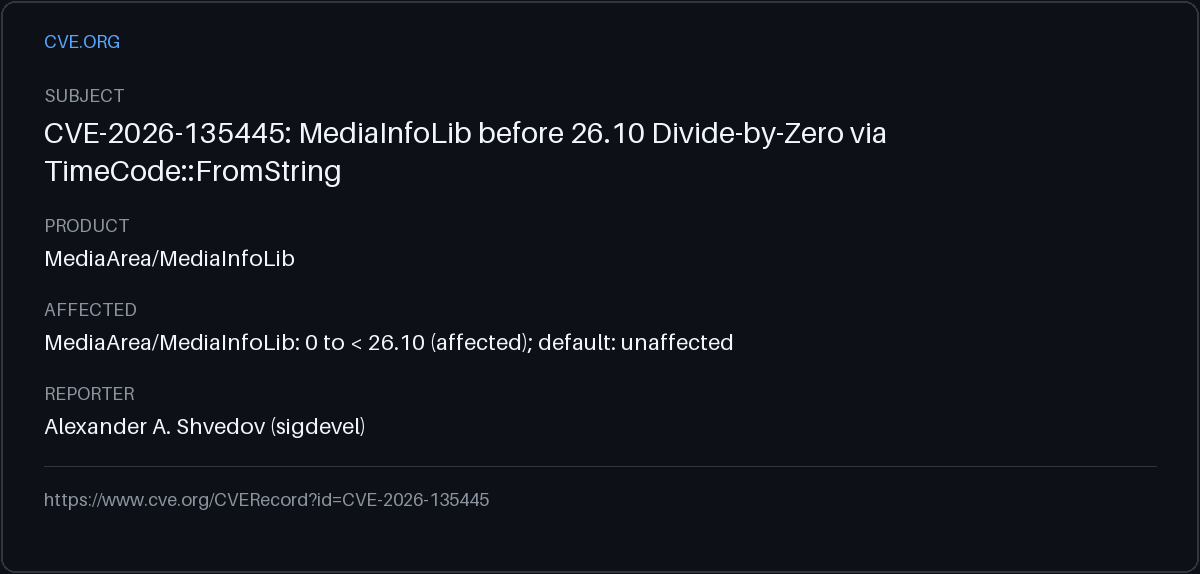 CVE.ORG
SUBJECT
CVE-2026-135445: MediaInfoLib before 26.10 Divide-by-Zero via
TimeCode::FromString
PRODUCT
MediaArea/MediaInfoLib
AFFECTED
MediaArea/MediaInfoLib: 0 to < 26.10 (affected); default: unaffected
REPORTER
Alexander A. Shvedov (sigdevel)
https://www.cve.org/CVERecord?id=CVE-2026-135445